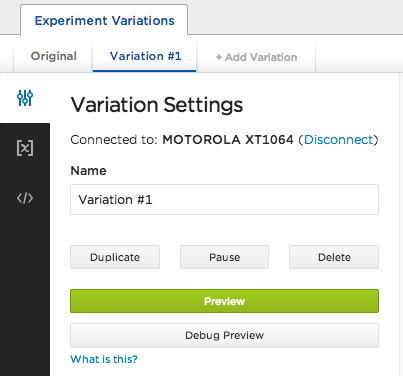 Experiment Variations
Original Variation #1 + Add Variation
Variation Settings
Connected to: MOTOROLA XT1064 (Disconnect)
Name
Variation #1
Duplicate Pause Delete
Preview
Debug Preview
What is this?